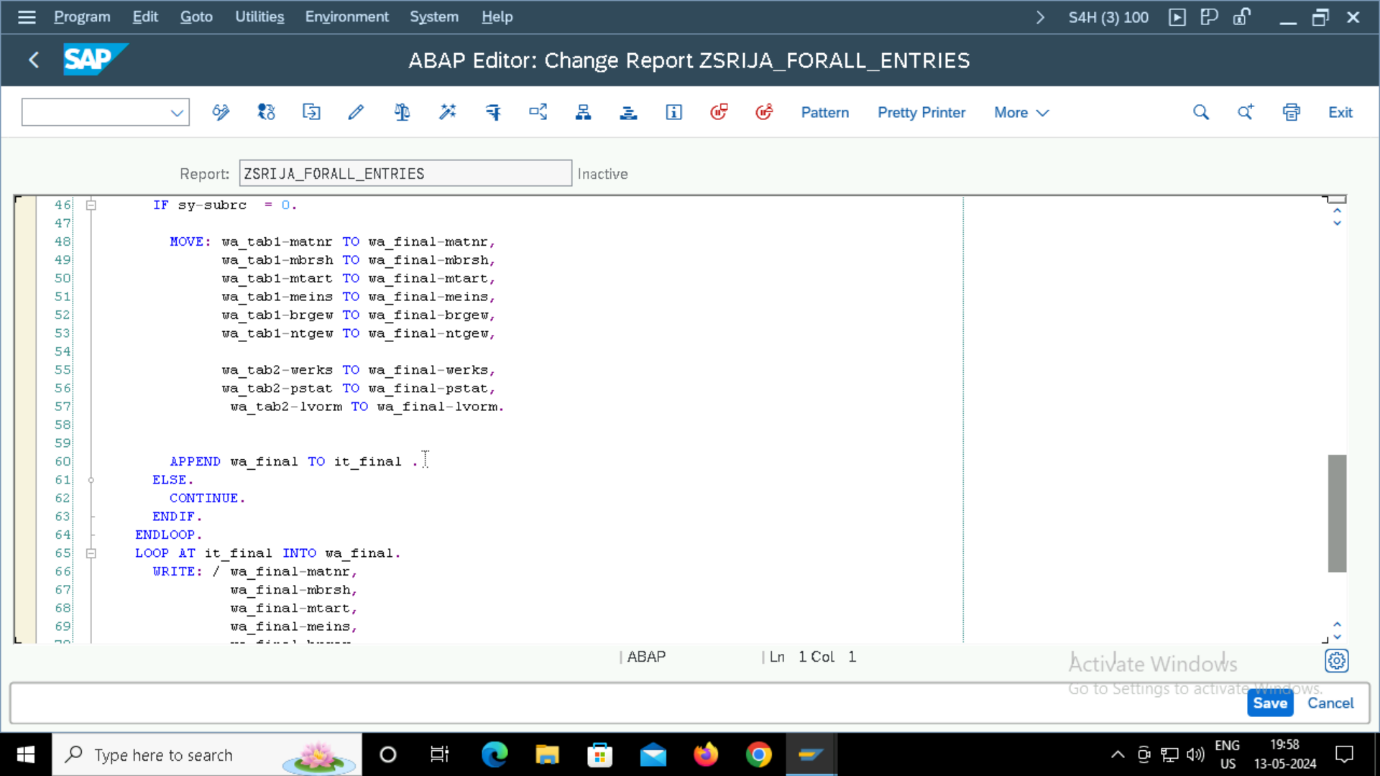 Program Edit Goto Utilities Environment System Help S4H (3) 100
SAP ABAP Editor: Change Report ZSRIJA_FORALL_ENTRIES
Pattern Pretty Printer More Exit
Report: ZSRIJA_FORALL_ENTRIES Inactive
46 IF sy-subrc = 0.
47
48 MOVE: wa_tab1-matnr TO wa_final-matnr,
49 wa_tab1-mbrsh TO wa_final-mbrsh,
50 wa_tab1-mtart TO wa_final-mtart,
51 wa_tab1-meins TO wa_final-meins,
52 wa_tab1-brgew TO wa_final-brgew,
53 wa_tab1-ntgew TO wa_final-ntgew,
54
55 wa_tab2-werks TO wa_final-werks,
56 wa_tab2-pstat TO wa_final-pstat,
57 wa_tab2-lvorm TO wa_final-lvorm.
58
59
60 APPEND wa_final TO it_final .
61 ELSE.
62 CONTINUE.
63 ENDIF.
64 ENDLOOP.
65 LOOP AT it_final INTO wa_final.
66 WRITE: / wa_final-matnr,
67 wa_final-mbrsh,
68 wa_final-mtart,
69 wa_final-meins,
ABAP Ln 1 Col 1
Activate Windows
Go to Settings to activate Windows.
Save Cancel
Type here to search
ENG
US
19:58
13-05-2024